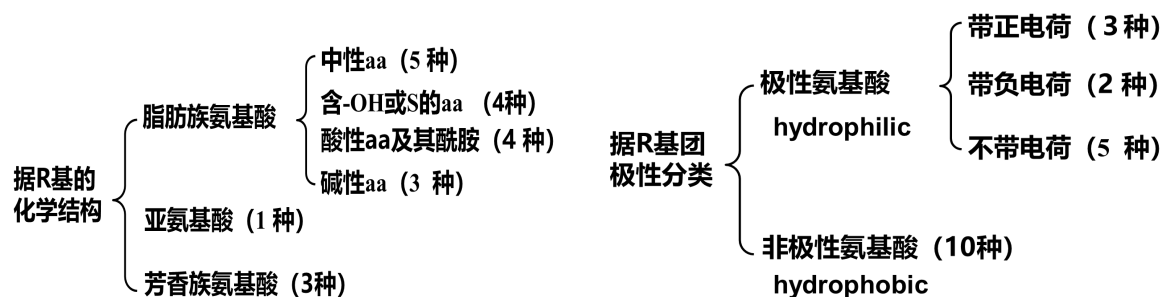 据R基的
化学结构
脂肪族氨基酸
中性aa（5 种）
含-OH或S的aa （4种）
酸性aa及其酰胺（4 种）
碱性aa（3 种）
亚氨基酸（1 种）
芳香族氨基酸（3种）
据R基团
极性分类
极性氨基酸
hydrophilic
带正电荷（ 3 种）
带负电荷（2 种）
不带电荷（5 种）
非极性氨基酸（10种）
hydrophobic